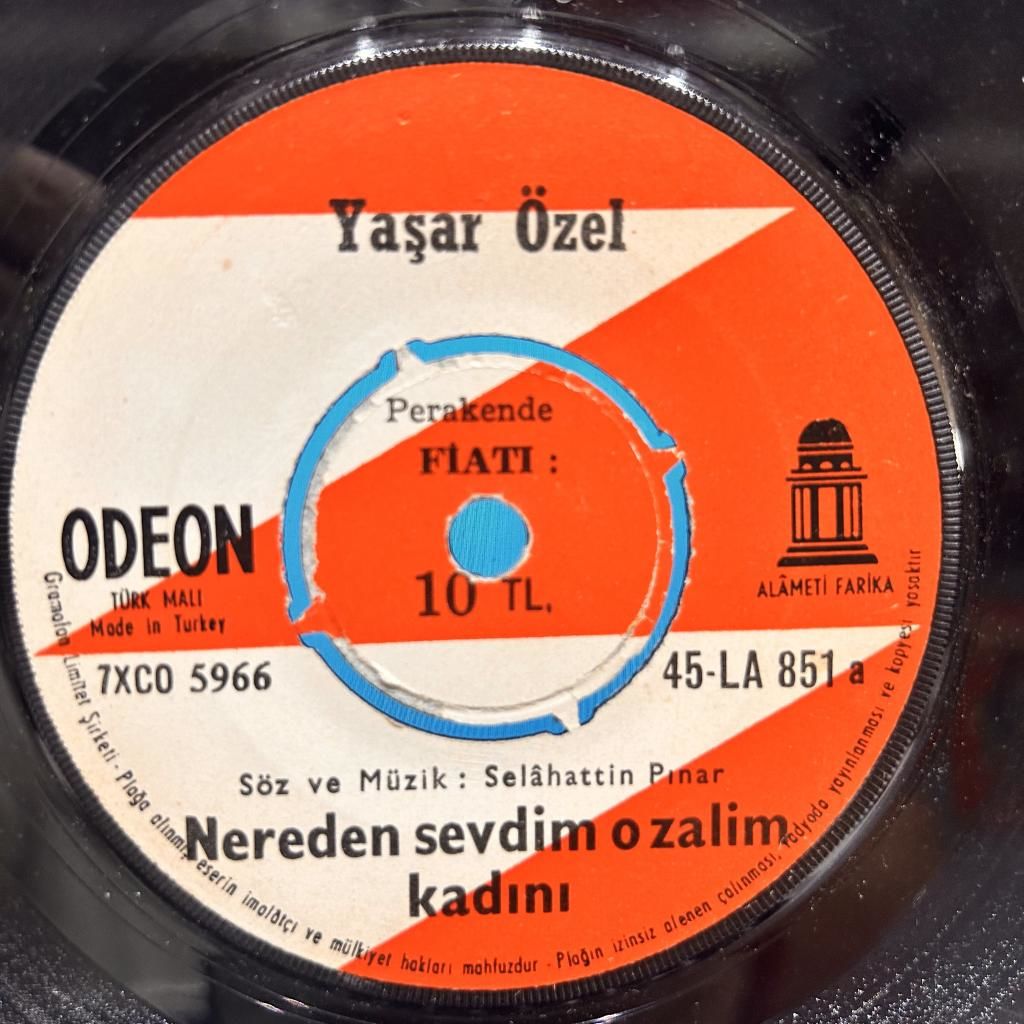 Yaşar Özel
Perakende
FİATI :
10 TL.
ODEON
TÜRK MALI
Made in Turkey
ALÂMETİ FARİKA
7XCO 5966
45-LA 851 a
Söz ve Müzik : Selâhattin Pınar
Nereden sevdim o zalim
kadını
Gramofon Limitet Şirketi - Plağa alınmış eserin imalâtçı ve mülkiyet hakları mahfuzdur - Plağın izinsiz alenen çalınması, radyoda yayınlanması ve kopyesi yasaktır